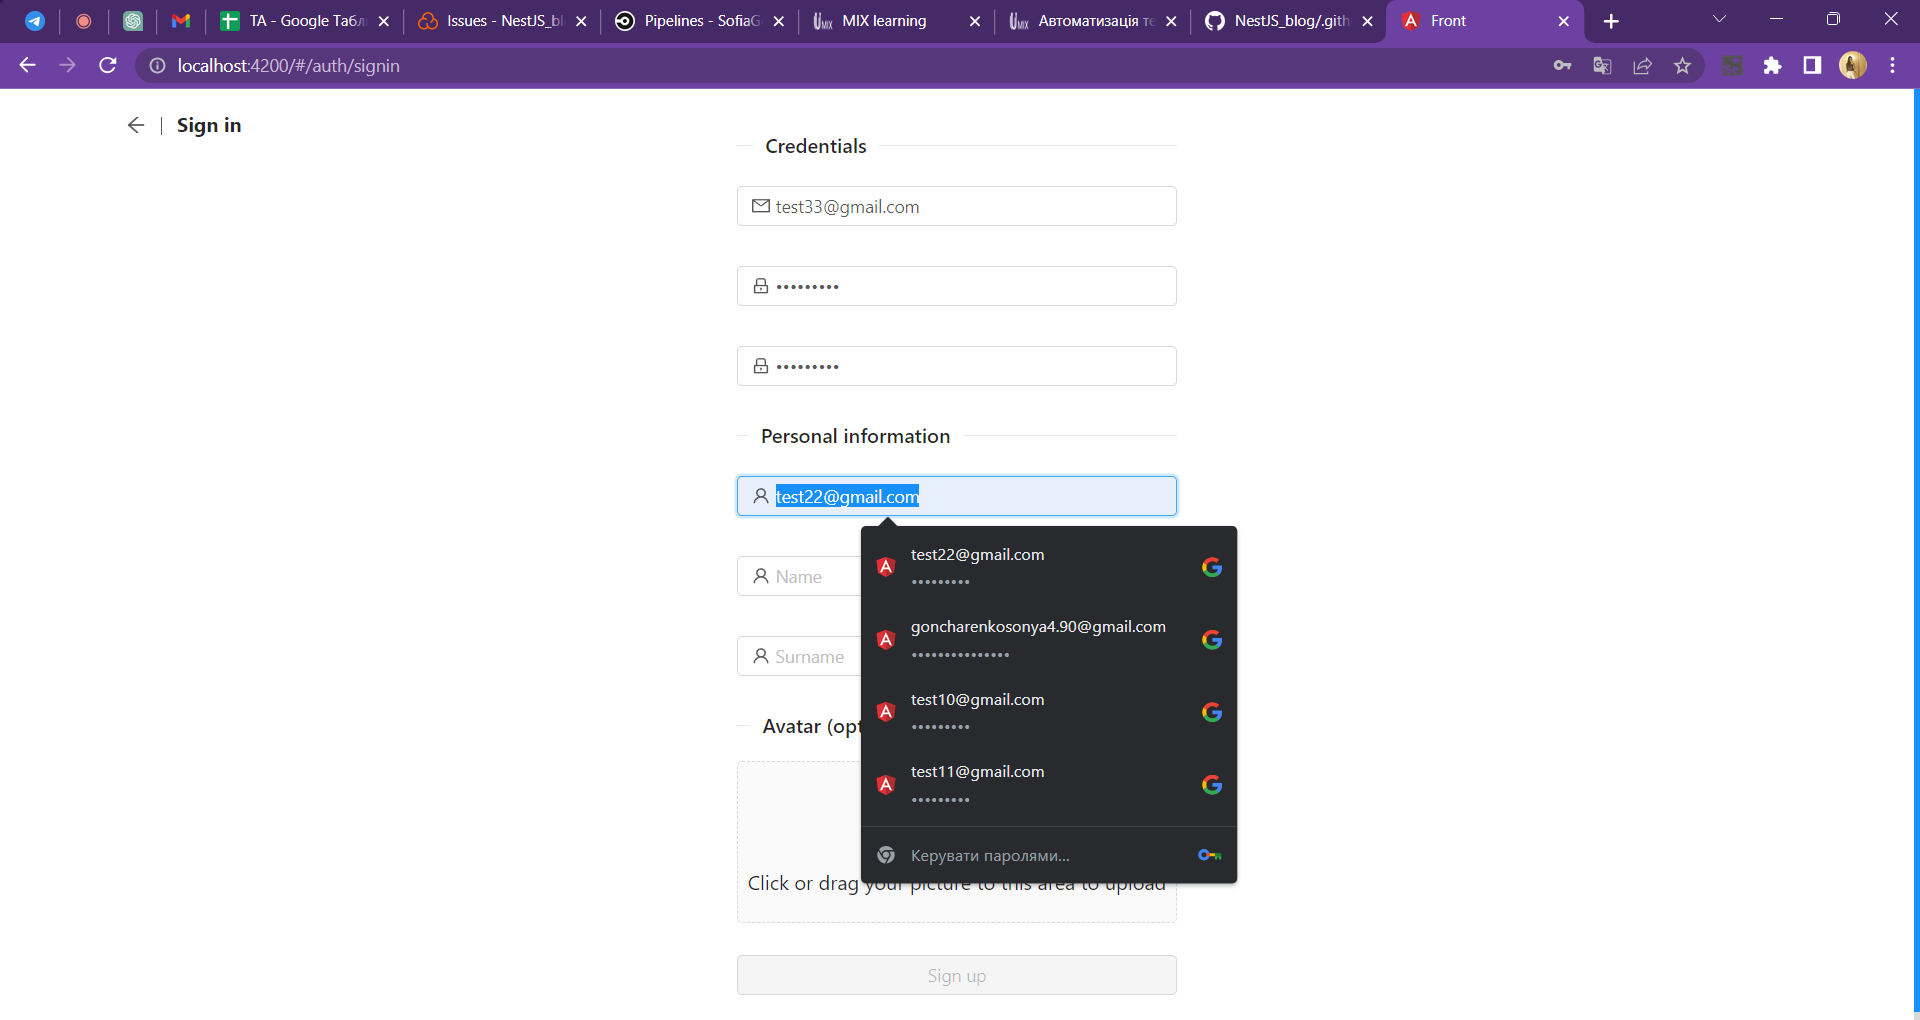 TA - Google Табл
Issues - NestJS_bl
Pipelines - SofiaG
MIX learning
Автоматизація те
NestJS_blog/.gith
Front
localhost:4200/#/auth/signin
Sign in
Credentials
test33@gmail.com
•••••••••
•••••••••
Personal information
test22@gmail.com
test22@gmail.com
•••••••••
Name
goncharenkosonya4.90@gmail.com
•••••••••••••••
Surname
test10@gmail.com
•••••••••
Avatar (opt
test11@gmail.com
•••••••••
Керувати паролями...
Click or drag your picture to this area to upload
Sign up